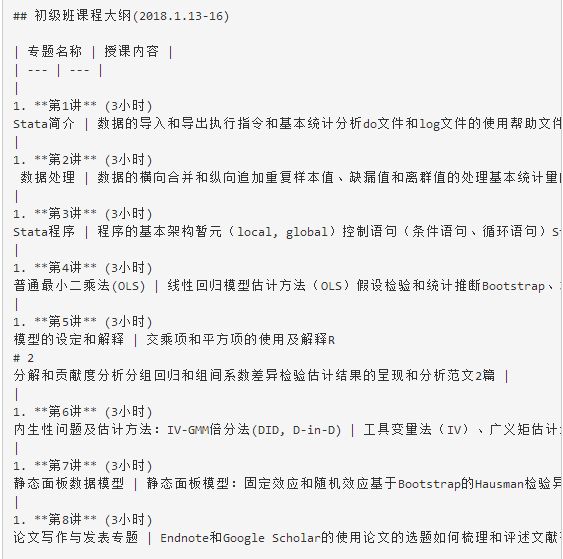 ## 初级班课程大纲(2018.1.13-16)
| 专题名称 | 授课内容 |
| --- | --- |
|
1. **第1讲** (3小时)
Stata简介 | 数据的导入和导出执行指令和基本统计分析do文件和log文件的使用帮助文件
|
1. **第2讲** (3小时)
数据处理 | 数据的横向合并和纵向追加重复样本值、缺漏值和离群值的处理基本统计量
|
1. **第3讲** (3小时)
Stata程序 | 程序的基本架构暂元（local, global）控制语句（条件语句、循环语句）St
|
1. **第4讲** (3小时)
普通最小二乘法(OLS) | 线性回归模型估计方法（OLS）假设检验和统计推断Bootstrap、
|
1. **第5讲** (3小时)
模型的设定和解释 | 交乘项和平方项的使用及解释R
# 2
分解和贡献度分析分组回归和组间系数差异检验估计结果的呈现和分析范文2篇 |
|
1. **第6讲** (3小时)
内生性问题及估计方法：IV-GMM倍分法(DID, D-in-D) | 工具变量法（IV）、广义矩估计
|
1. **第7讲** (3小时)
静态面板数据模型 | 静态面板模型：固定效应和随机效应基于Bootstrap的Hausman检验异
|
1. **第8讲** (3小时)
论文写作与发表专题 | Endnote和Google Scholar的使用论文的选题如何梳理和评述文献